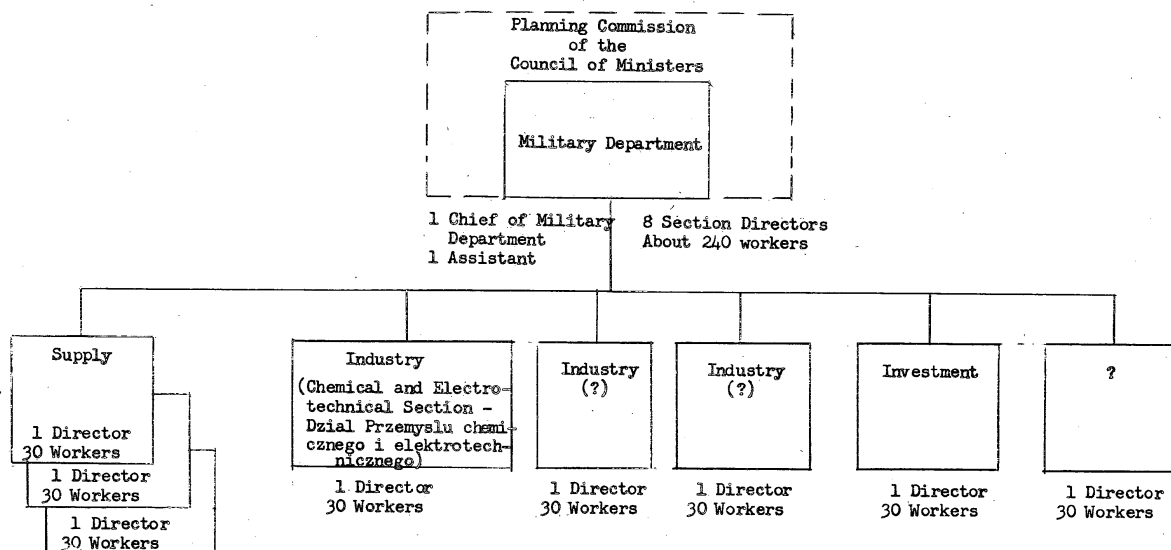 Planning Commission
of the
Council of Ministers
Military Department
1 Chief of Military
Department
1 Assistant
8 Section Directors
About 240 workers
Supply
1 Director
30 Workers
1 Director
30 Workers
1 Director
30 Workers
Industry
(Chemical and Electro-
technical Section -
Dzial Przemyslu chemi-
cznego i elektrotech-
nicznego)
1 Director
30 Workers
Industry
(?)
1 Director
30 Workers
Industry
(?)
1 Director
30 Workers
Investment
1 Director
30 Workers
?
1 Director
30 Workers